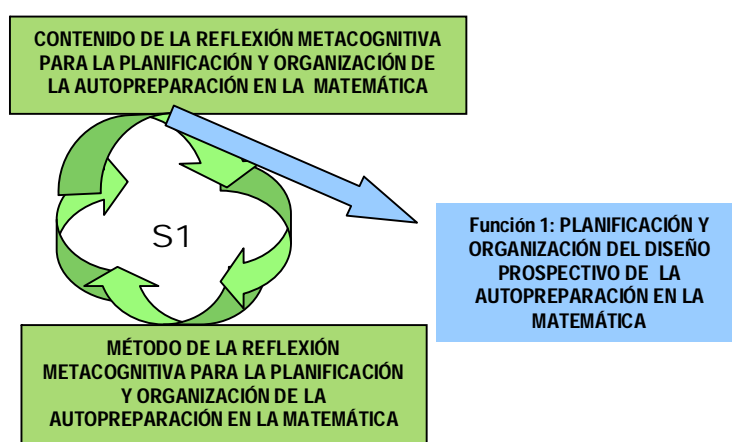 CONTENIDO DE LA REFLEXIÓN METACOGNITIVA
PARA LA PLANIFICACIÓN Y ORGANIZACIÓN DE
LA AUTOPREPARACIÓN EN LA MATEMÁTICA
S1
Función 1: PLANIFICACIÓN Y
ORGANIZACIÓN DEL DISEÑO
PROSPECTIVO DE LA
AUTOPREPARACIÓN EN LA
MATEMÁTICA
MÉTODO DE LA REFLEXIÓN
METACOGNITIVA PARA LA PLANIFICACIÓN
Y ORGANIZACIÓN DE LA
AUTOPREPARACIÓN EN LA MATEMÁTICA